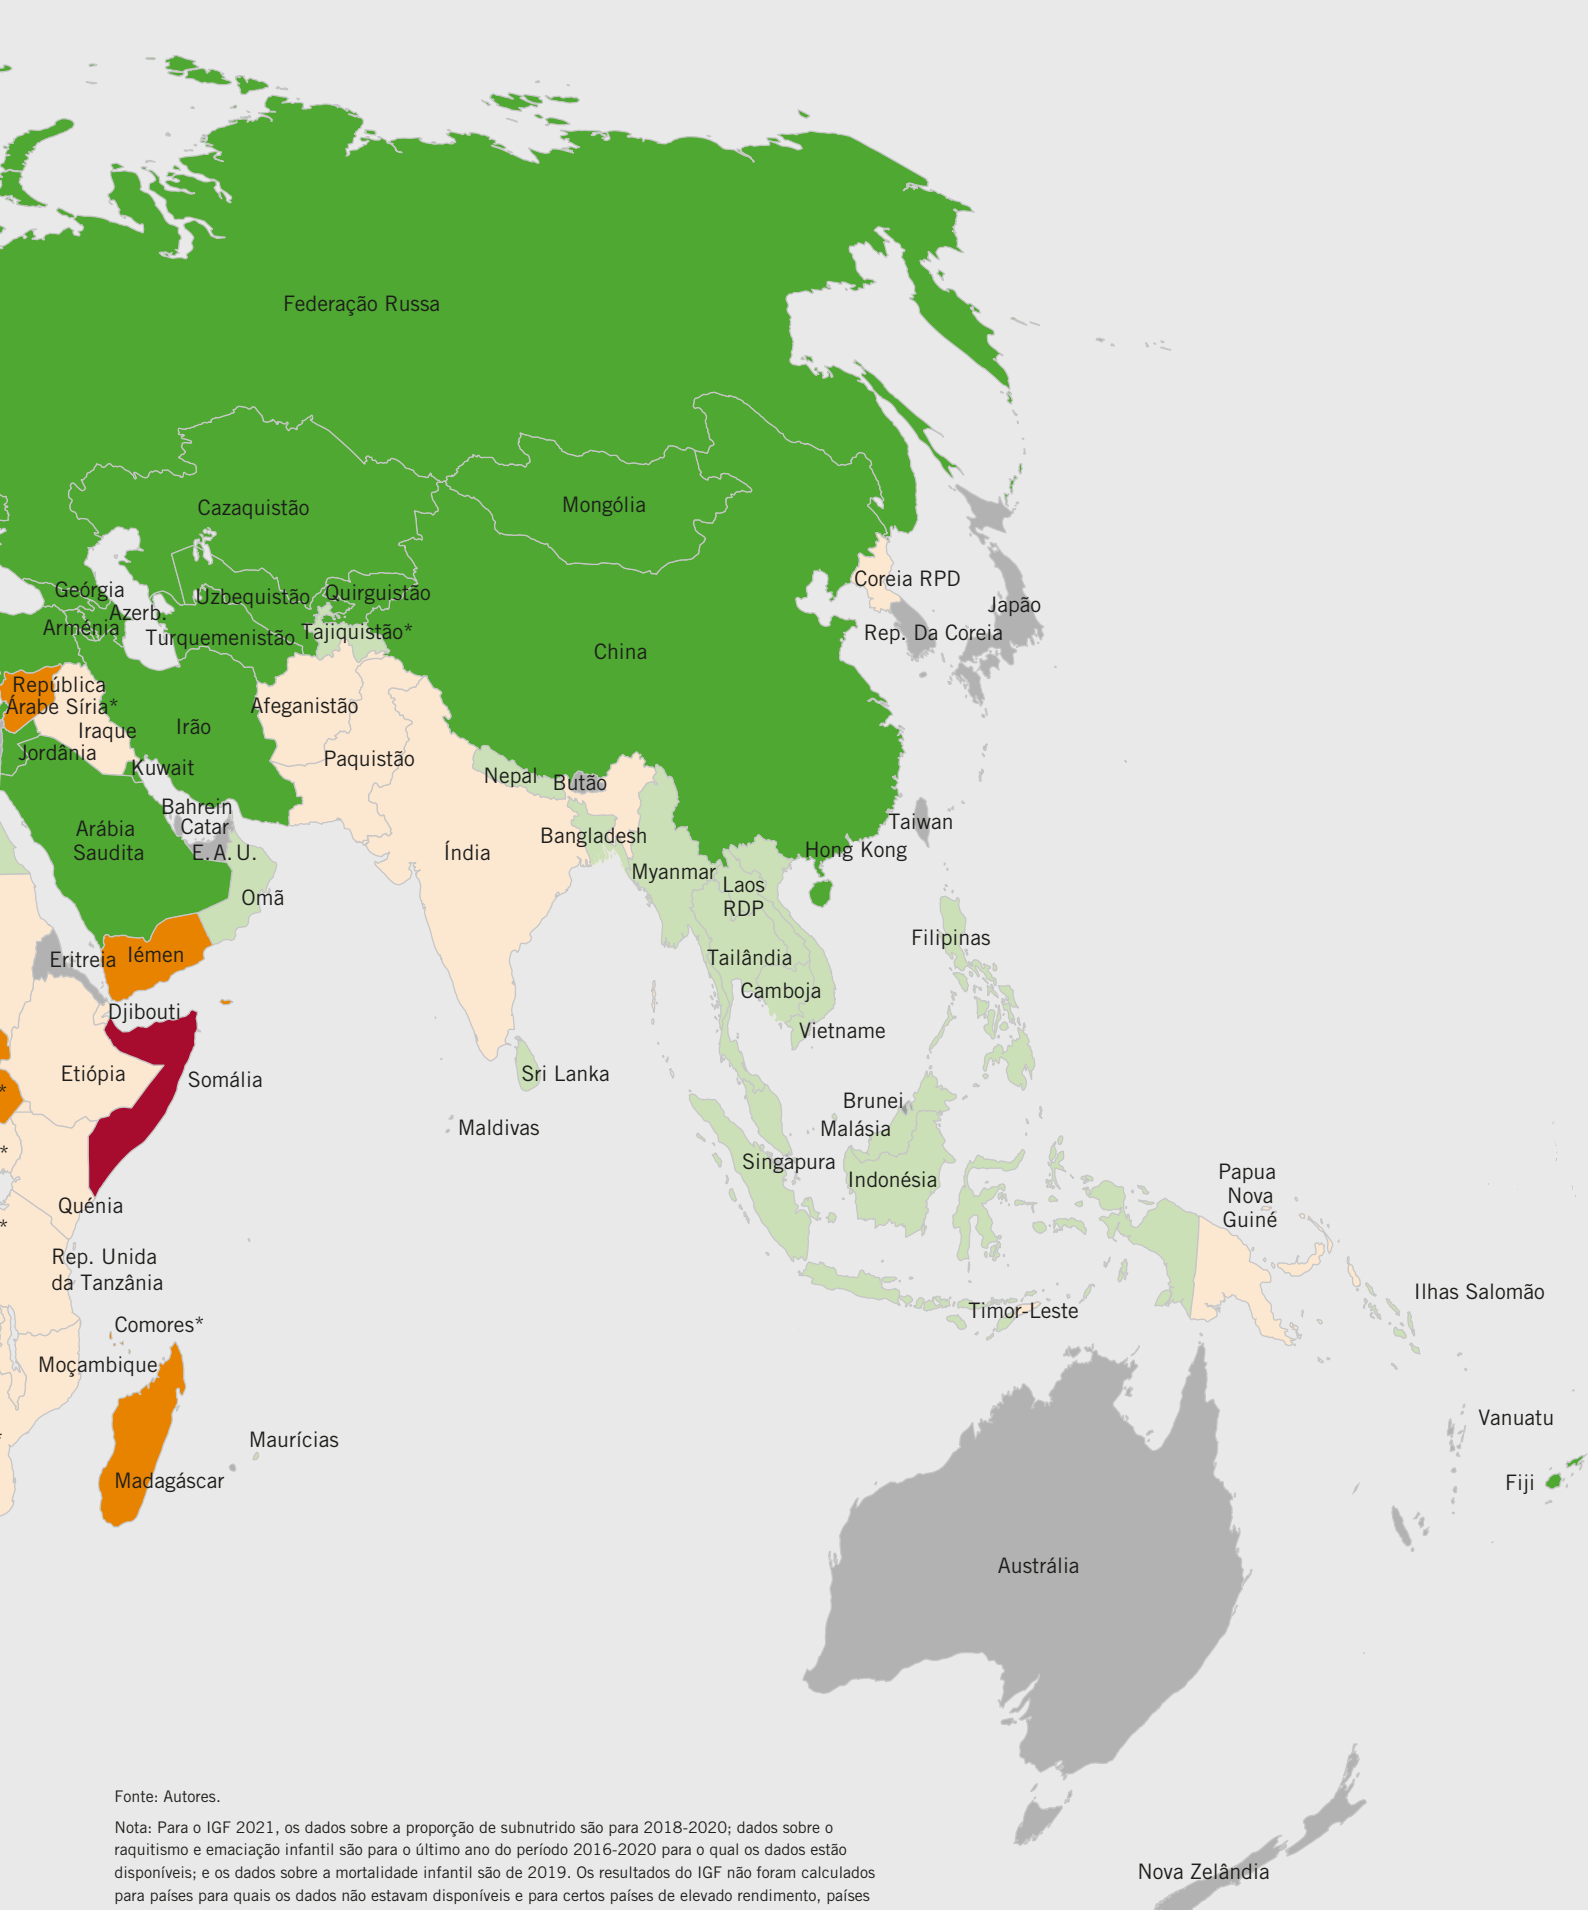 Federação Russa
Cazaquistão
Mongólia
Geórgia
Azerb.
Arménia
Uzbequistão
Quirguistão
Turquemenistão
Tajiquistão*
Coreia RPD
Japão
Rep. Da Coreia
China
República
Árabe Síria*
Iraque
Jordânia
Irão
Afeganistão
Paquistão
Kuwait
Nepal
Butão
Bahrein
Catar
E.A.U.
Arábia
Saudita
Omã
Índia
Bangladesh
Myanmar
Taiwan
Hong Kong
Laos
RDP
Filipinas
Tailândia
Camboja
Vietname
Eritreia
Iémen
Djibouti
Etiópia
Somália
*
Sri Lanka
Maldivas
Brunei
Malásia
Singapura
Indonésia
*
Quénia
*
Rep. Unida
da Tanzânia
Papua
Nova
Guiné
Ilhas Salomão
Timor-Leste
Comores*
Moçambique
Maurícias
Madagáscar
Vanuatu
Fiji
Austrália
Nova Zelândia
Fonte: Autores.
Nota: Para o IGF 2021, os dados sobre a proporção de subnutrido são para 2018-2020; dados sobre o
raquitismo e emaciação infantil são para o último ano do período 2016-2020 para o qual os dados estão
disponíveis; e os dados sobre a mortalidade infantil são de 2019. Os resultados do IGF não foram calculados
para países para quais os dados não estavam disponíveis e para certos países de elevado rendimento, países